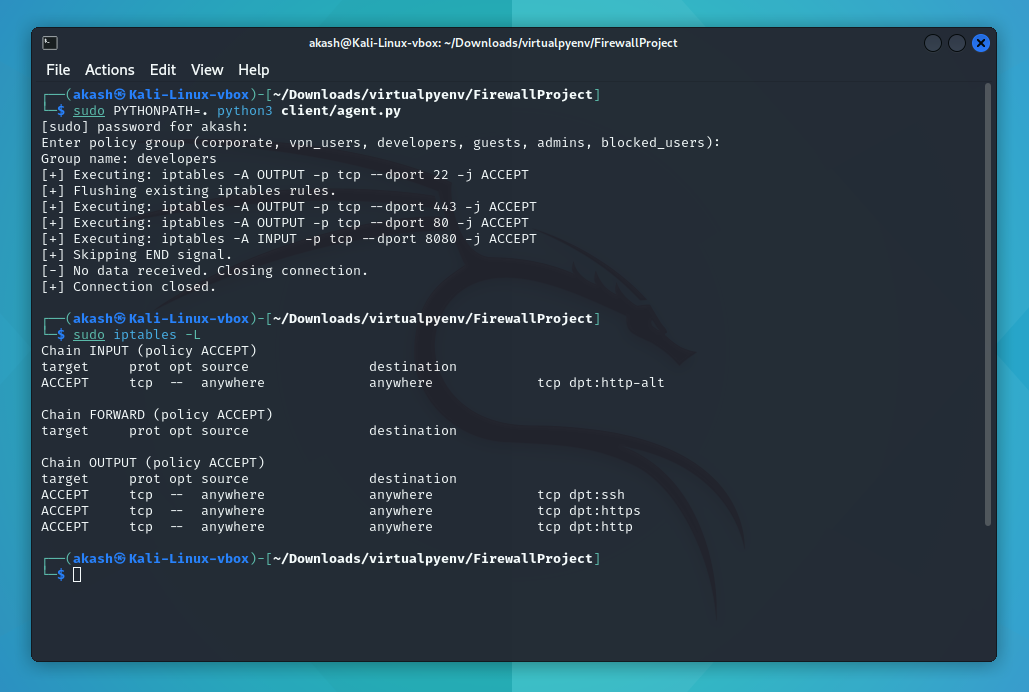 akash@Kali-Linux-vbox: ~/Downloads/virtualpyenv/FirewallProject
File Actions Edit View Help
┌──(akash㉿Kali-Linux-vbox)-[~/Downloads/virtualpyenv/FirewallProject]
└─$ sudo PYTHONPATH=. python3 client/agent.py
[sudo] password for akash:
Enter policy group (corporate, vpn_users, developers, guests, admins, blocked_users):
Group name: developers
[+] Executing: iptables -A OUTPUT -p tcp --dport 22 -j ACCEPT
[+] Flushing existing iptables rules.
[+] Executing: iptables -A OUTPUT -p tcp --dport 443 -j ACCEPT
[+] Executing: iptables -A OUTPUT -p tcp --dport 80 -j ACCEPT
[+] Executing: iptables -A INPUT -p tcp --dport 8080 -j ACCEPT
[+] Skipping END signal.
[-] No data received. Closing connection.
[+] Connection closed.
┌──(akash㉿Kali-Linux-vbox)-[~/Downloads/virtualpyenv/FirewallProject]
└─$ sudo iptables -L
Chain INPUT (policy ACCEPT)
target     prot opt source               destination
ACCEPT     tcp  --  anywhere             anywhere             tcp dpt:http-alt
Chain FORWARD (policy ACCEPT)
target     prot opt source               destination
Chain OUTPUT (policy ACCEPT)
target     prot opt source               destination
ACCEPT     tcp  --  anywhere             anywhere             tcp dpt:ssh
ACCEPT     tcp  --  anywhere             anywhere             tcp dpt:https
ACCEPT     tcp  --  anywhere             anywhere             tcp dpt:http
┌──(akash㉿Kali-Linux-vbox)-[~/Downloads/virtualpyenv/FirewallProject]
└─$